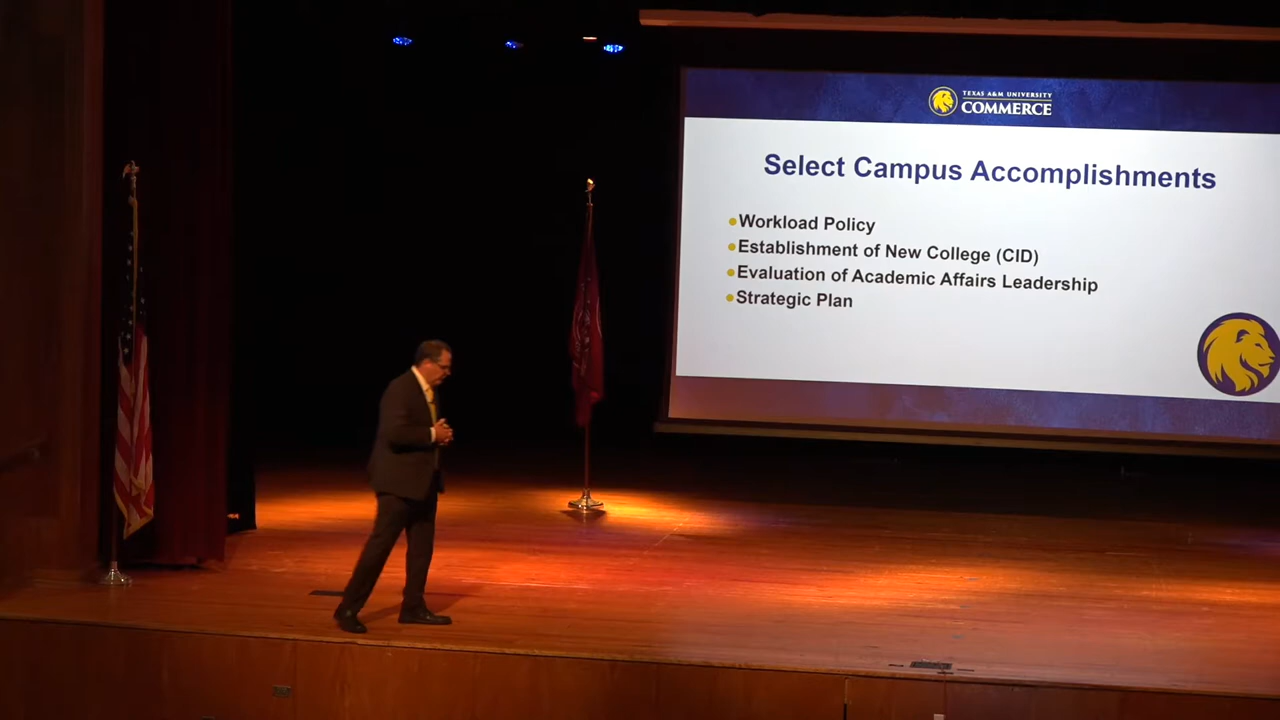 TEXAS A&M UNIVERSITY
COMMERCE
Select Campus Accomplishments
Workload Policy
Establishment of New College (CID)
Evaluation of Academic Affairs Leadership
Strategic Plan